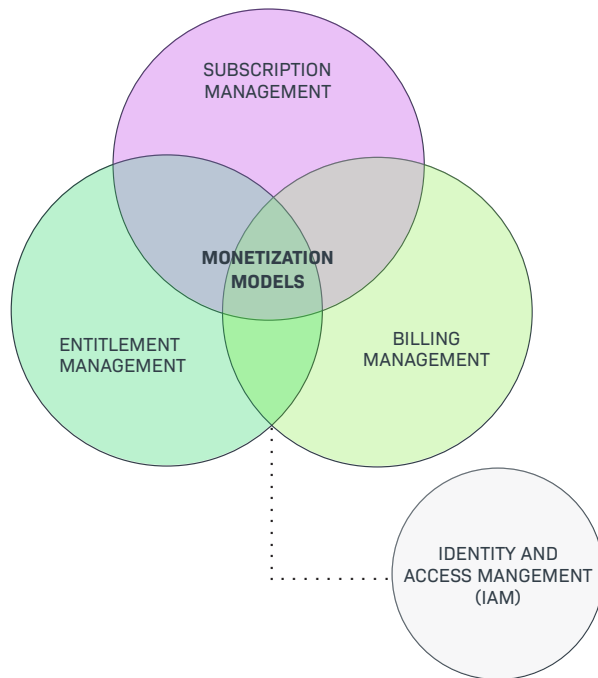 SUBSCRIPTION
MANAGEMENT
MONETIZATION
MODELS
ENTITLEMENT
MANAGEMENT
BILLING
MANAGEMENT
IDENTITY AND
ACCESS MANGEMENT
(IAM)